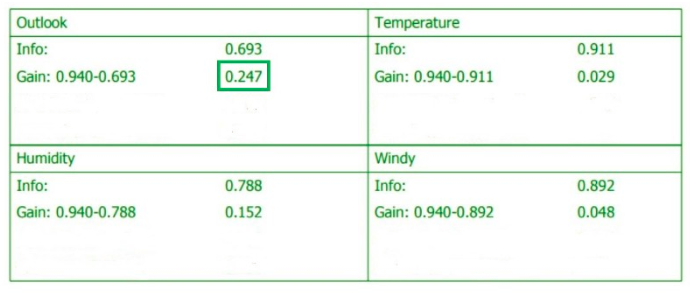 Outlook
Info: 0.693
Gain: 0.940-0.693 0.247
Temperature
Info: 0.911
Gain: 0.940-0.911 0.029
Humidity
Info: 0.788
Gain: 0.940-0.788 0.152
Windy
Info: 0.892
Gain: 0.940-0.892 0.048